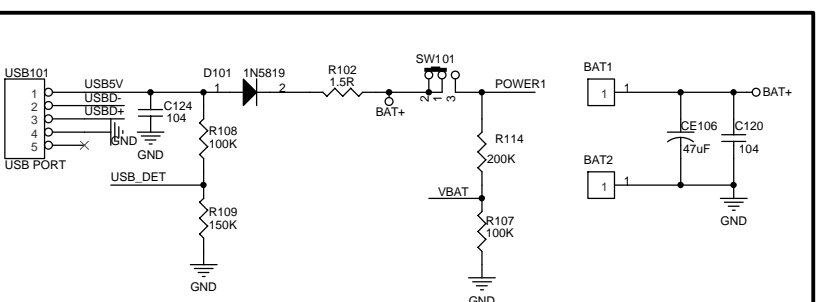 USB101
1
2
3
4
5
USB PORT
USB5V
USBD-
USBD+
GND
C124
104
GND
D101 1N5819
1
2
R108
100K
USB_DET
R109
150K
GND
R102
1.5R
BAT+
SW101
2
1
3
POWER1
R114
200K
VBAT
R107
100K
GND
BAT1
1
1
BAT+
CE106
47uF
C120
104
BAT2
1
1
GND